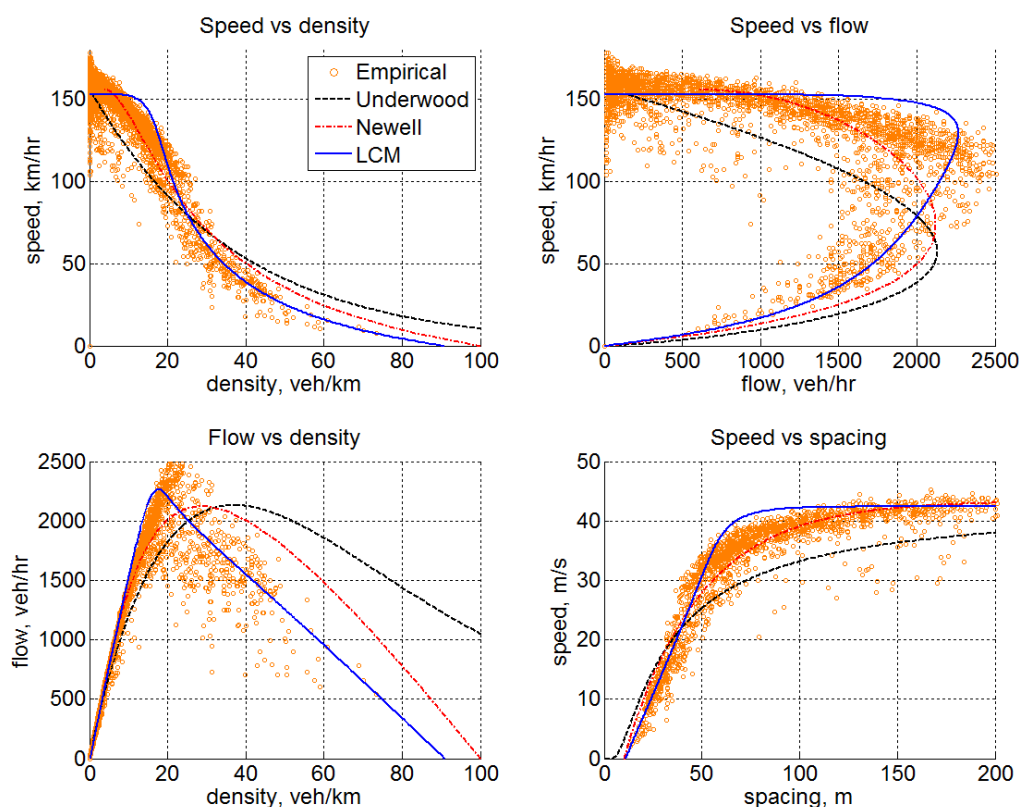 Speed vs density
150
100
50
0
speed, km/hr
0 20 40 60 80 100
density, veh/km
Empirical
Underwood
Newell
LCM
Speed vs flow
150
100
50
0
speed, km/hr
0 500 1000 1500 2000 2500
flow, veh/hr
Flow vs density
2500
2000
1500
1000
500
0
flow, veh/hr
0 20 40 60 80 100
density, veh/km
Speed vs spacing
50
40
30
20
10
0
speed, m/s
0 50 100 150 200
spacing, m